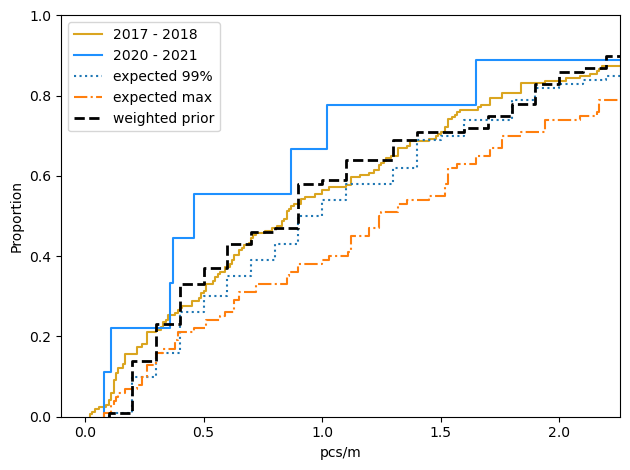 1.0
0.8
0.6
0.4
0.2
0.0
Proportion
2017 - 2018
2020 - 2021
expected 99%
expected max
weighted prior
0.0
0.5
1.0
1.5
2.0
pcs/m